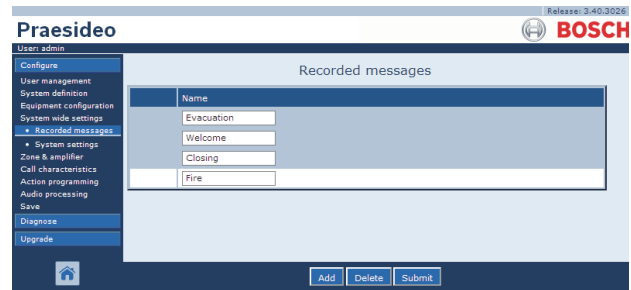 Release: 3.40.3026
Praesideo
BOSCH
User: admin
Configure
User management
System definition
Equipment configuration
System wide settings
• Recorded messages
• System settings
Zone & amplifier
Call characteristics
Action programming
Audio processing
Save
Diagnose
Upgrade
Recorded messages
Name
Evacuation
Welcome
Closing
Fire
Add Delete Submit